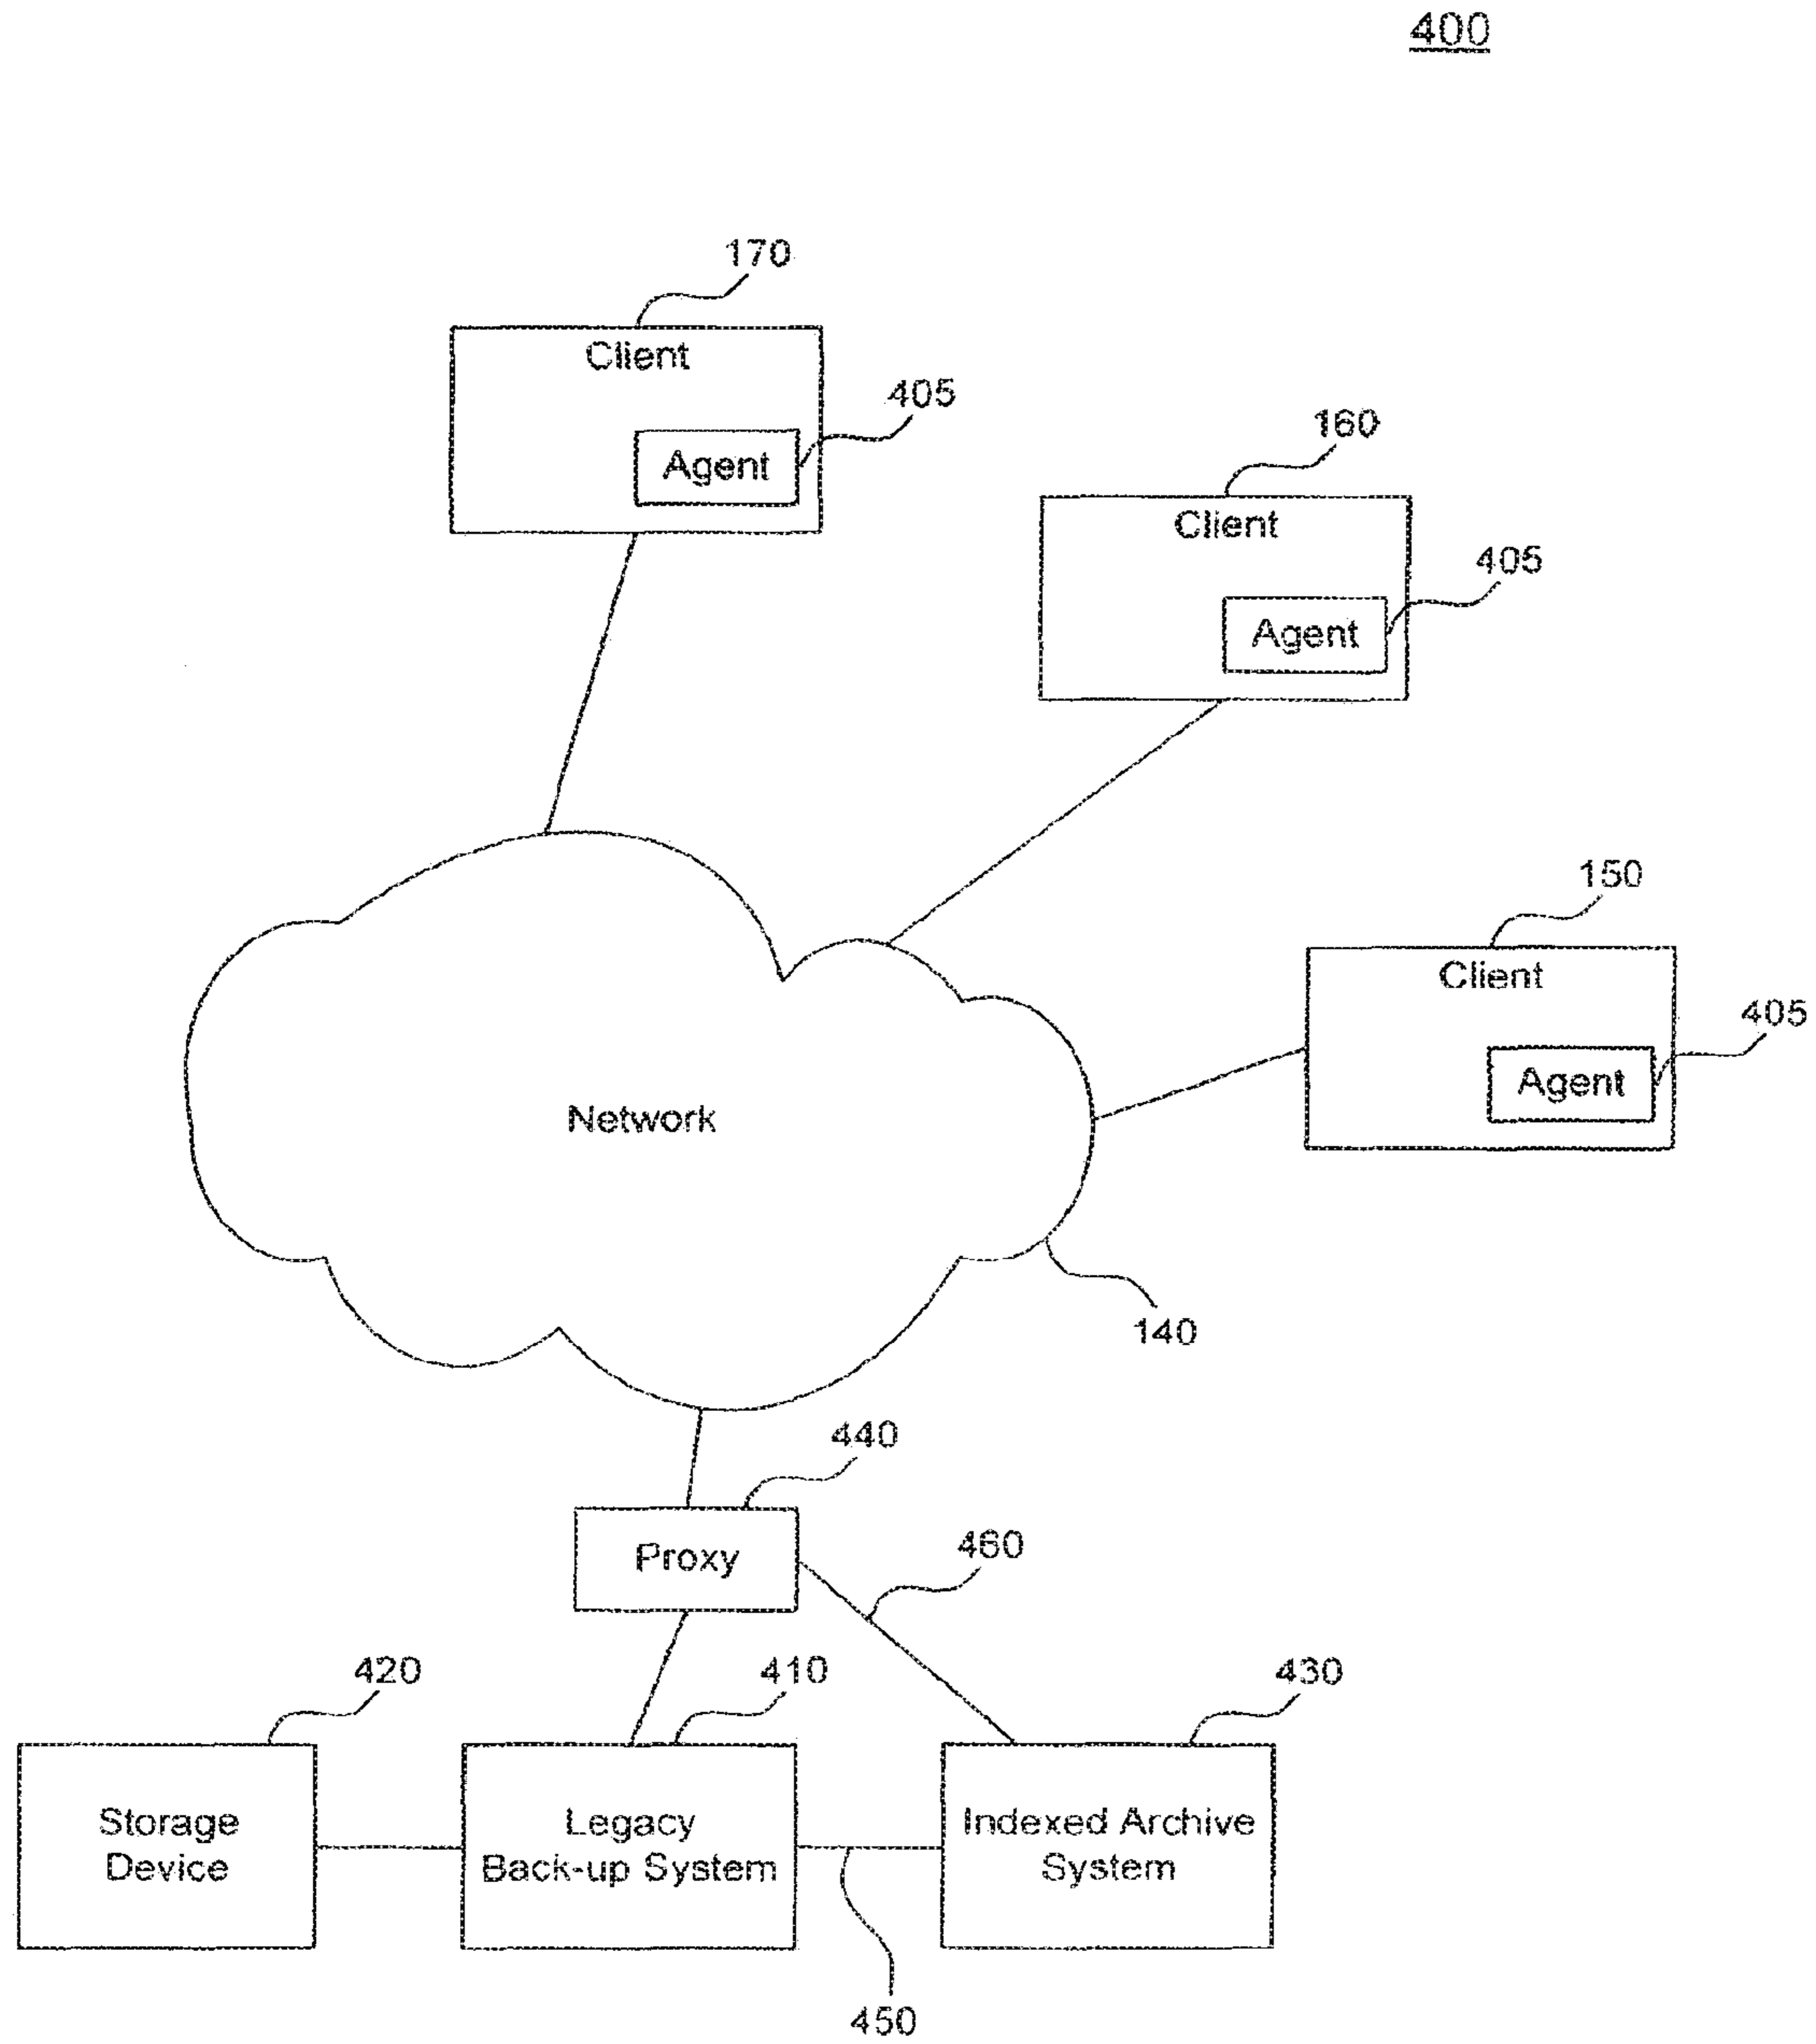 400
170
Client
405
Agent
160
Client
405
Agent
150
Client
405
Agent
Network
140
440
Proxy
460
420
410
430
Storage
Device
Legacy
Back-up System
Indexed Archive
System
450